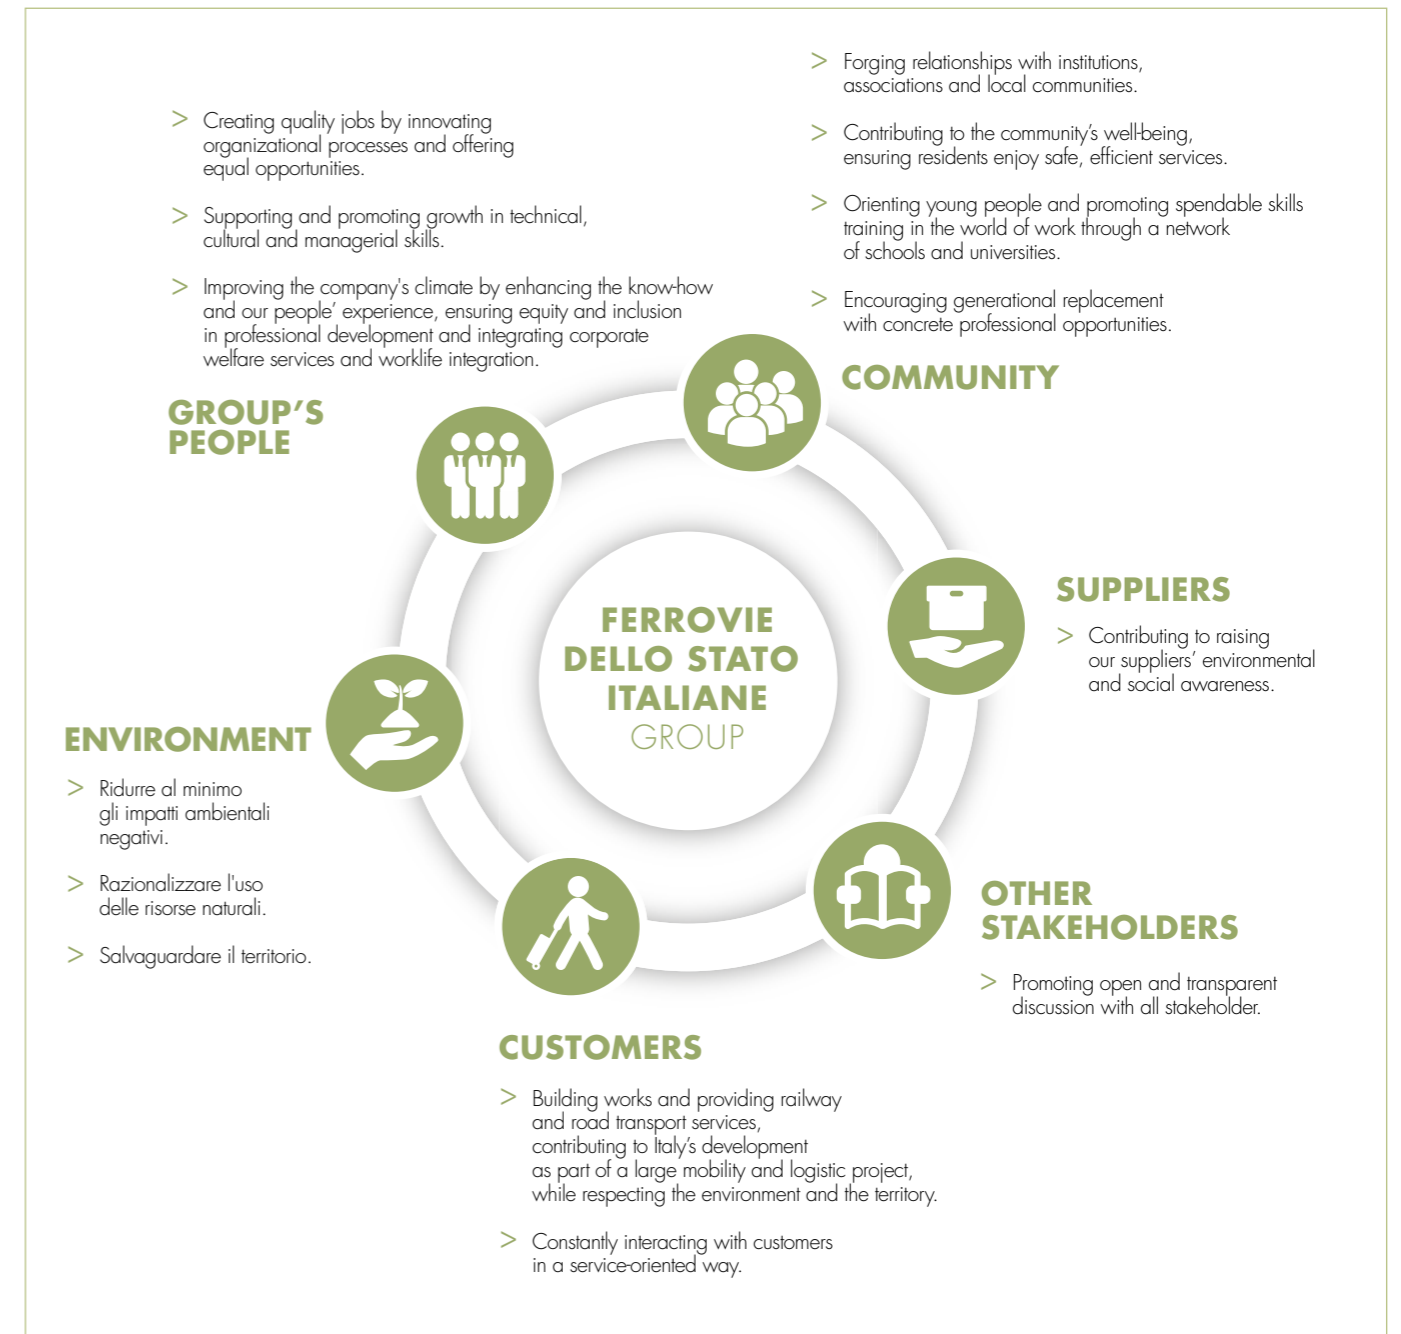 > Creating quality jobs by innovating
organizational processes and offering
equal opportunities.
> Supporting and promoting growth in technical,
cultural and managerial skills.
> Improving the company's climate by enhancing the know-how
and our people’ experience, ensuring equity and inclusion
in professional development and integrating corporate
welfare services and worklife integration.
GROUP’S
PEOPLE
> Forging relationships with institutions,
associations and local communities.
> Contributing to the community’s well-being,
ensuring residents enjoy safe, efficient services.
> Orienting young people and promoting spendable skills
training in the world of work through a network
of schools and universities.
> Encouraging generational replacement
with concrete professional opportunities.
COMMUNITY
SUPPLIERS
> Contributing to raising
our suppliers’ environmental
and social awareness.
FERROVIE
DELLO STATO
ITALIANE
GROUP
ENVIRONMENT
> Ridurre al minimo
gli impatti ambientali
negativi.
> Razionalizzare l'uso
delle risorse naturali.
> Salvaguardare il territorio.
OTHER
STAKEHOLDERS
> Promoting open and transparent
discussion with all stakeholder.
CUSTOMERS
> Building works and providing railway
and road transport services,
contributing to Italy’s development
as part of a large mobility and logistic project,
while respecting the environment and the territory.
> Constantly interacting with customers
in a service-oriented way.